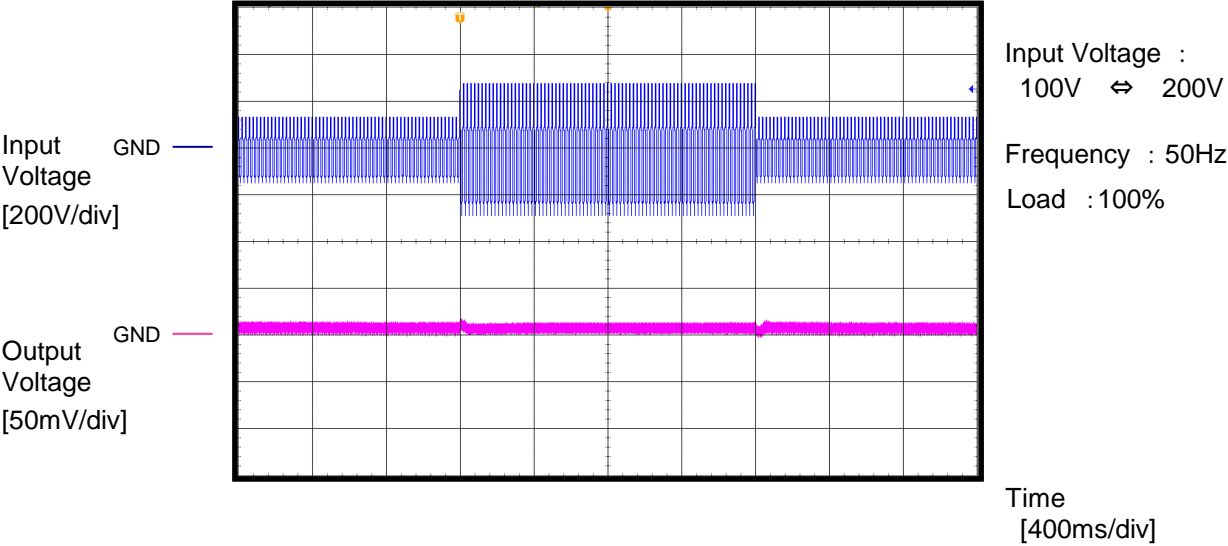 T
Input Voltage :
100V ⇔ 200V
Frequency : 50Hz
Load : 100%
Input
Voltage
[200V/div]
GND
Output
Voltage
[50mV/div]
GND
Time
[400ms/div]